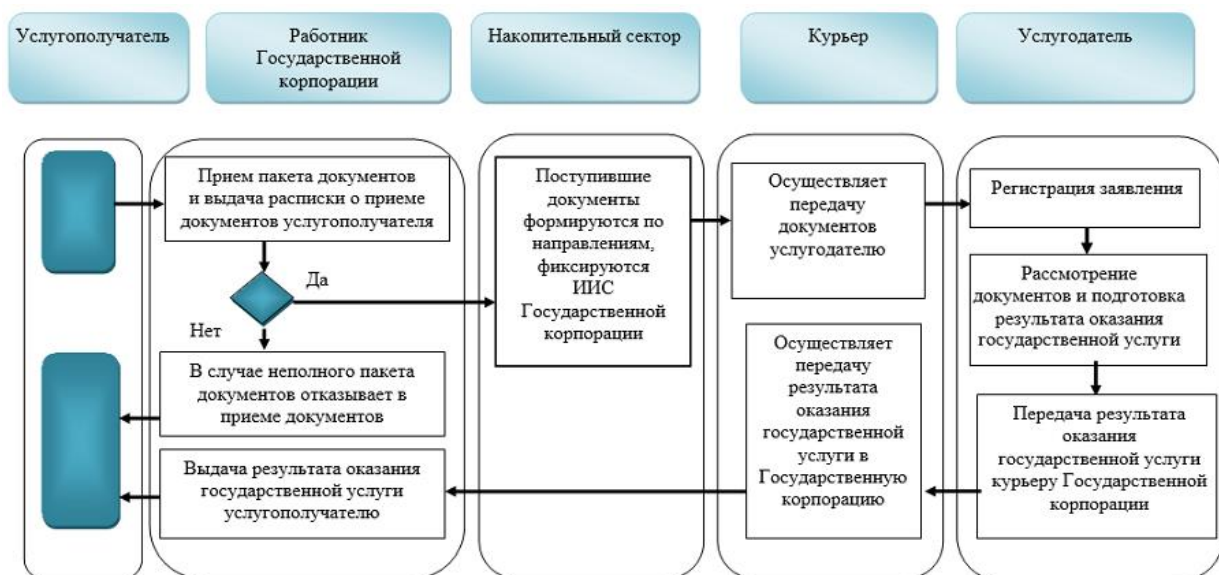 Услугополучатель
Работник
Государственной
корпорации
Накопительный сектор
Курьер
Услугодатель
Прием пакета документов
и выдача расписки о приеме
документов услугополучателя
Да
Нет
В случае неполного пакета
документов отказывает в
приеме документов
Выдача результата оказания
государственной услуги
услугополучателю
Поступившие
документы
формируются по
направлениям,
фиксируются
ИИС
Государственной
корпорации
Осуществляет
передачу
документов
услугодателю
Осуществляет
передачу
результата
оказания
государственной
услуги в
Государственную
корпорацию
Регистрация заявления
Рассмотрение
документов и подготовка
результата оказания
государственной услуги
Передача результата
оказания
государственной услуги
курьеру Государственной
корпорации